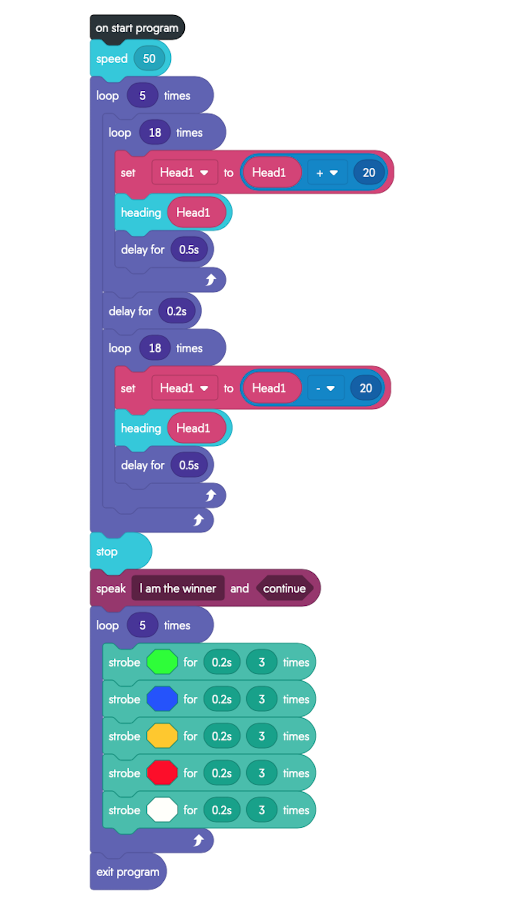 on start program
speed 50
loop 5 times
loop 18 times
set Head1 to Head1 + 20
heading Head1
delay for 0.5s
delay for 0.2s
loop 18 times
set Head1 to Head1 - 20
heading Head1
delay for 0.5s
stop
speak I am the winner and continue
loop 5 times
strobe for 0.2s 3 times
strobe for 0.2s 3 times
strobe for 0.2s 3 times
strobe for 0.2s 3 times
strobe for 0.2s 3 times
exit program